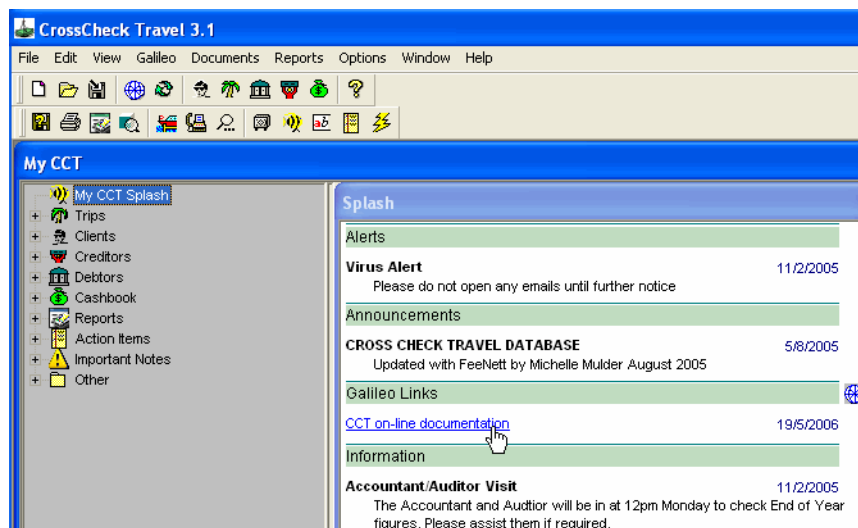 CrossCheck Travel 3.1
File Edit View Galileo Documents Reports Options Window Help
My CCT
My CCT Splash
Trips
Clients
Creditors
Debtors
Cashbook
Reports
Action Items
Important Notes
Other
Splash
Alerts
Virus Alert 11/2/2005
Please do not open any emails until further notice
Announcements
CROSS CHECK TRAVEL DATABASE 5/8/2005
Updated with FeeNett by Michelle Mulder August 2005
Galileo Links
CCT on-line documentation 19/5/2006
Information
Accountant/Auditor Visit 11/2/2005
The Accountant and Audtior will be in at 12pm Monday to check End of Year
figures. Please assist them if required.